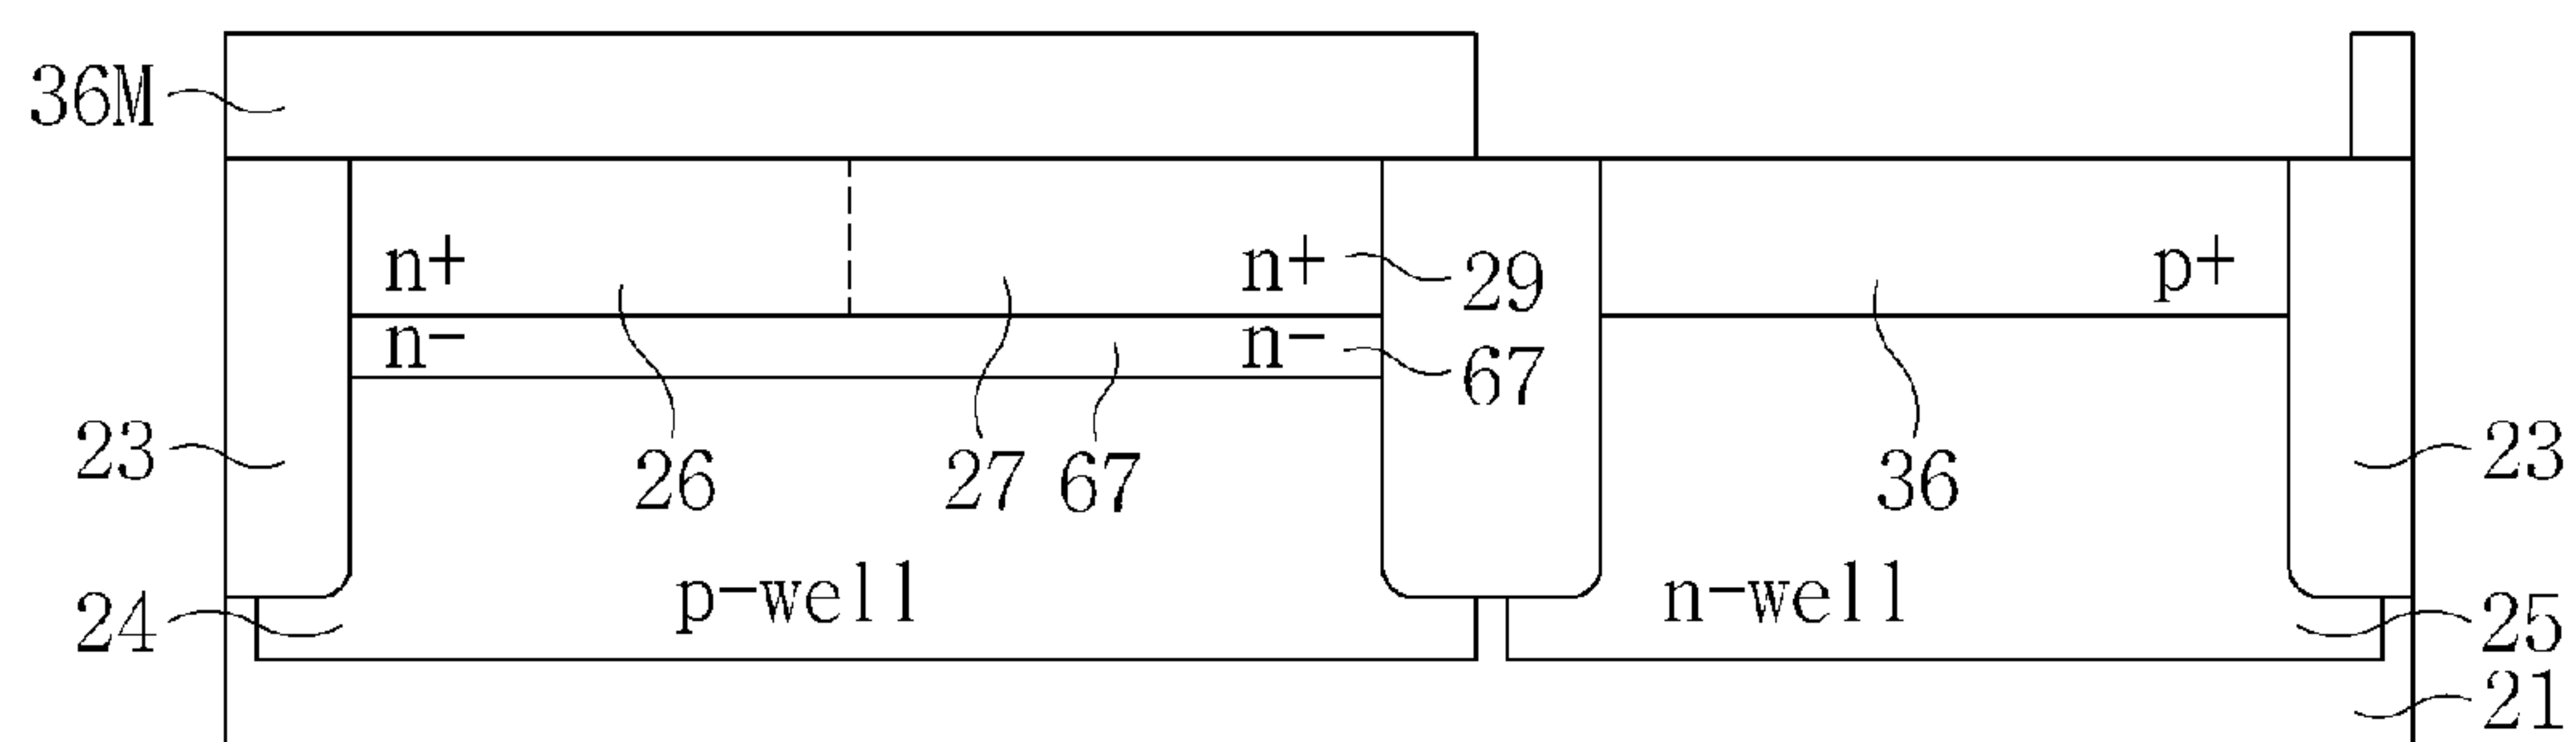 36M
n+ n+ 29 p+
n- n- 67
23 26 27 67 36 23
p-well n-well
24 25
21